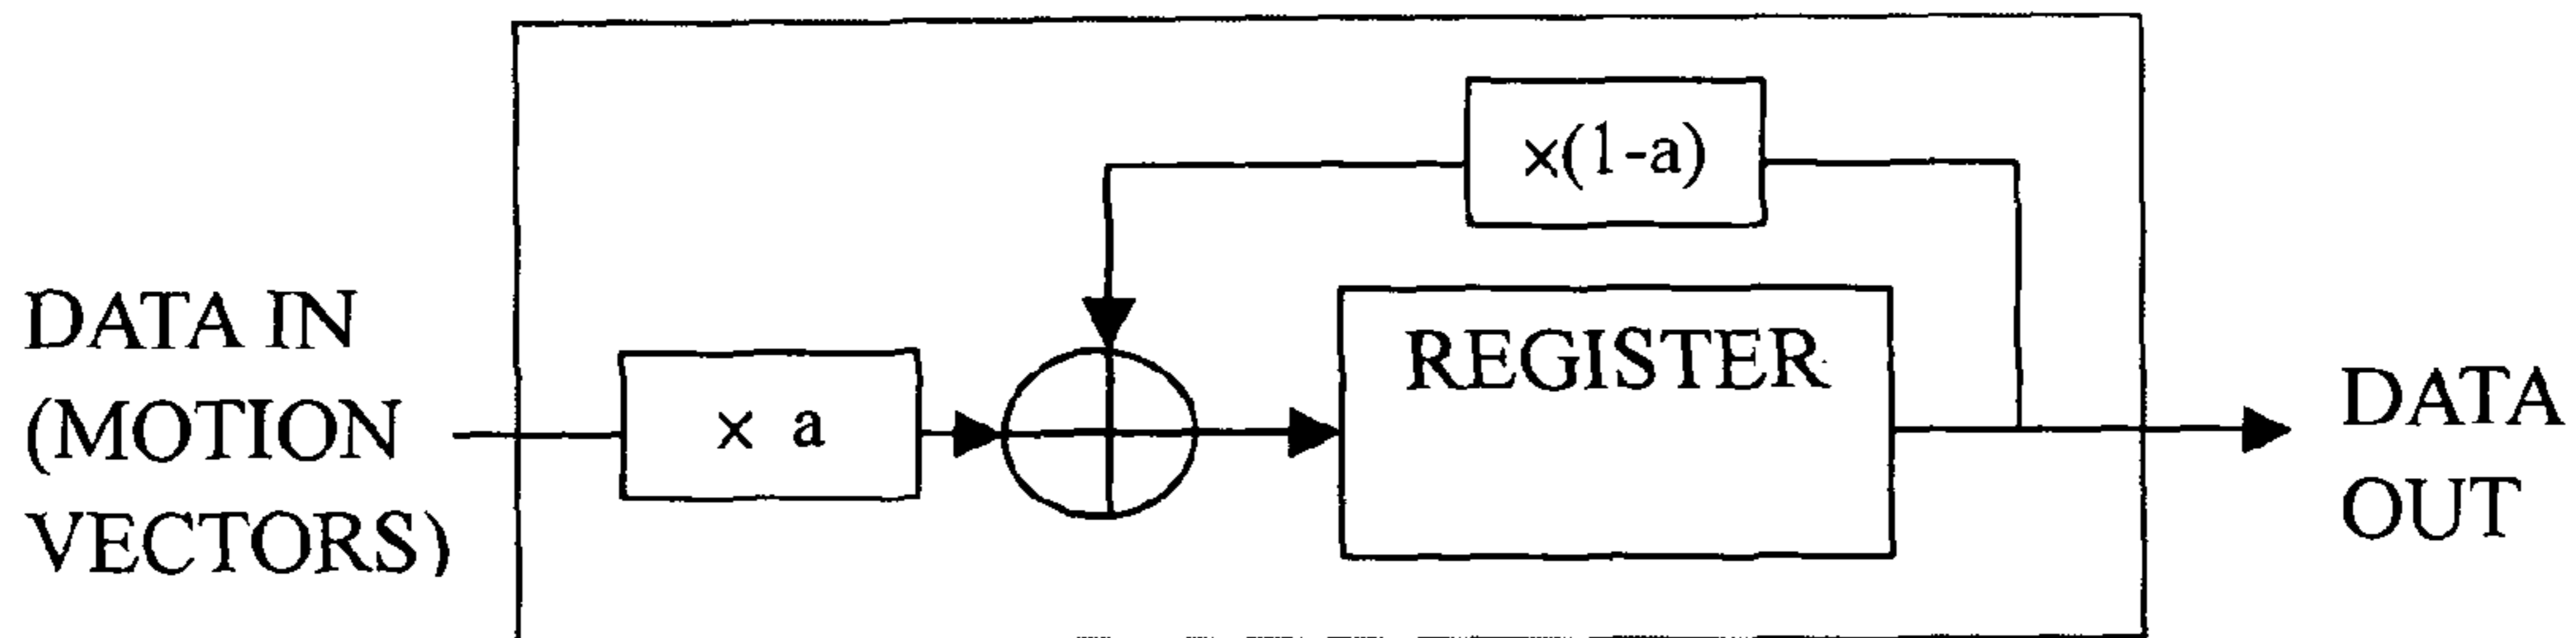 ×(1-a)
DATA IN
(MOTION
VECTORS)
× a
REGISTER
DATA
OUT